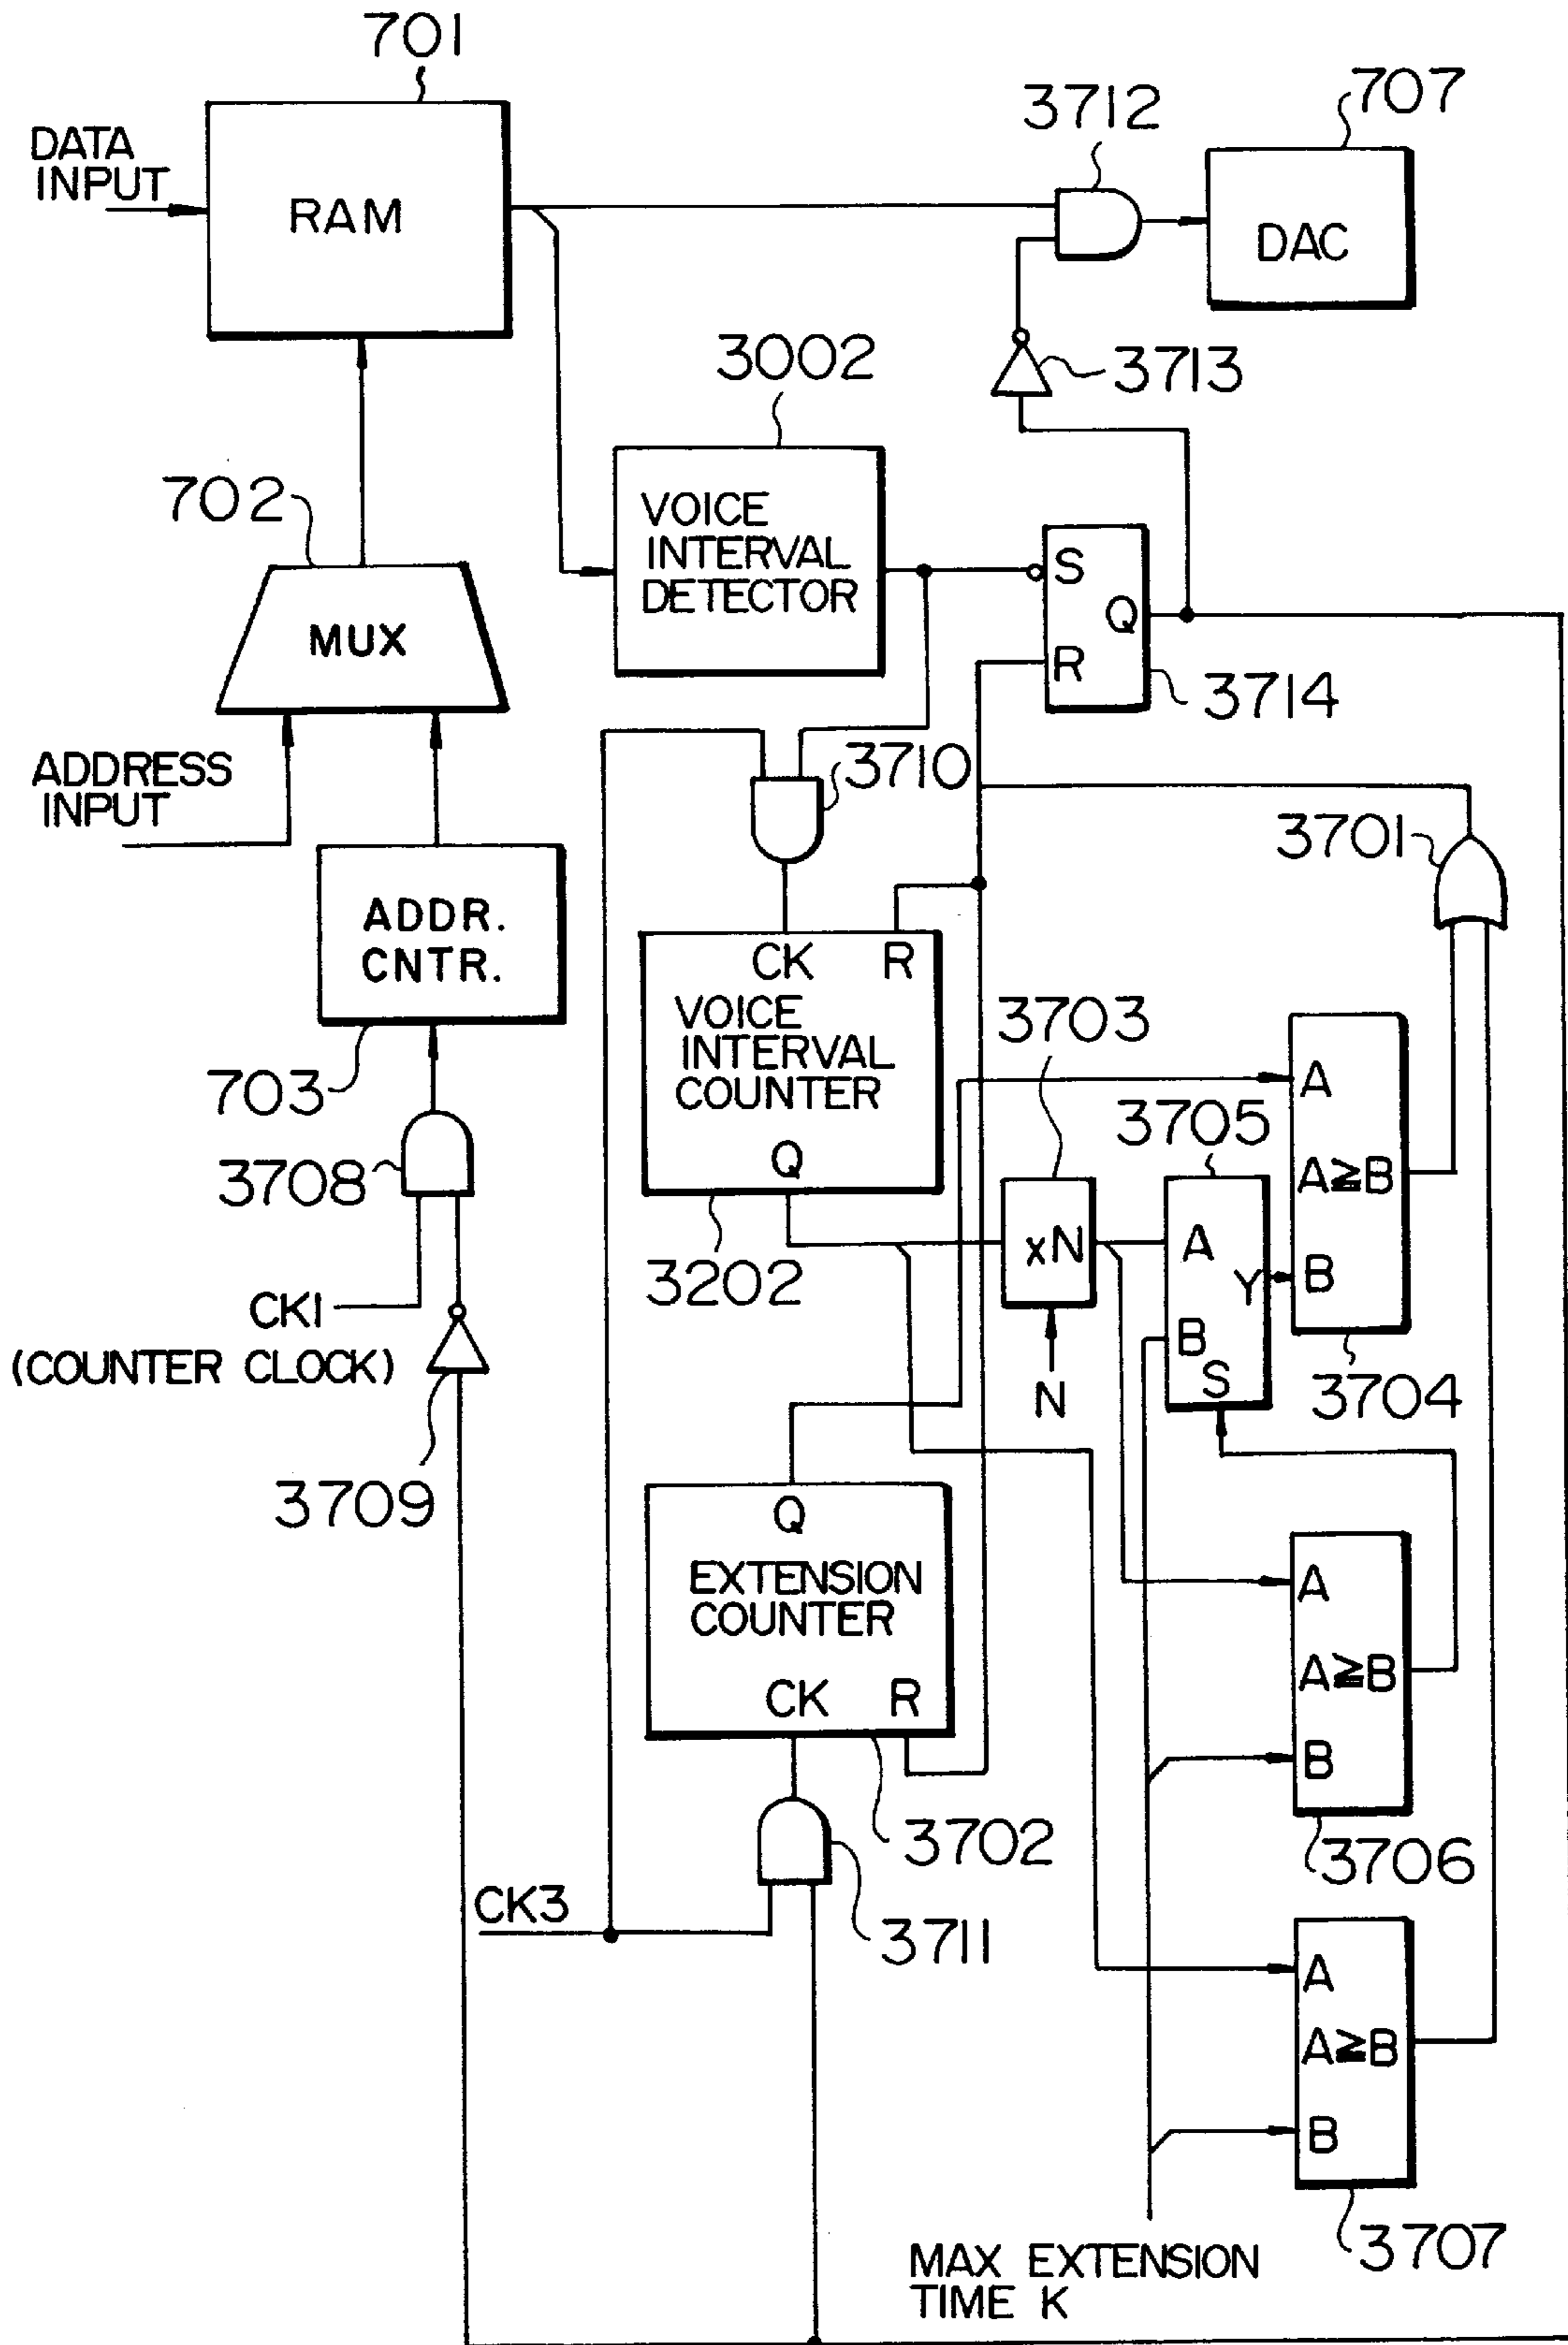 701
DATA
INPUT
RAM
3712
707
DAC
3713
3002
VOICE
INTERVAL
DETECTOR
702
MUX
S
Q
R
3714
ADDRESS
INPUT
3710
3701
ADDR.
CNTR.
703
CK R
VOICE
INTERVAL
COUNTER
Q
3202
3703
xN
N
3705
A
B
Y
S
A
A≧B
B
3704
3708
CK1
(COUNTER CLOCK)
3709
Q
EXTENSION
COUNTER
CK R
3702
A
A≧B
B
3706
CK3
3711
A
A≧B
B
3707
MAX EXTENSION
TIME K